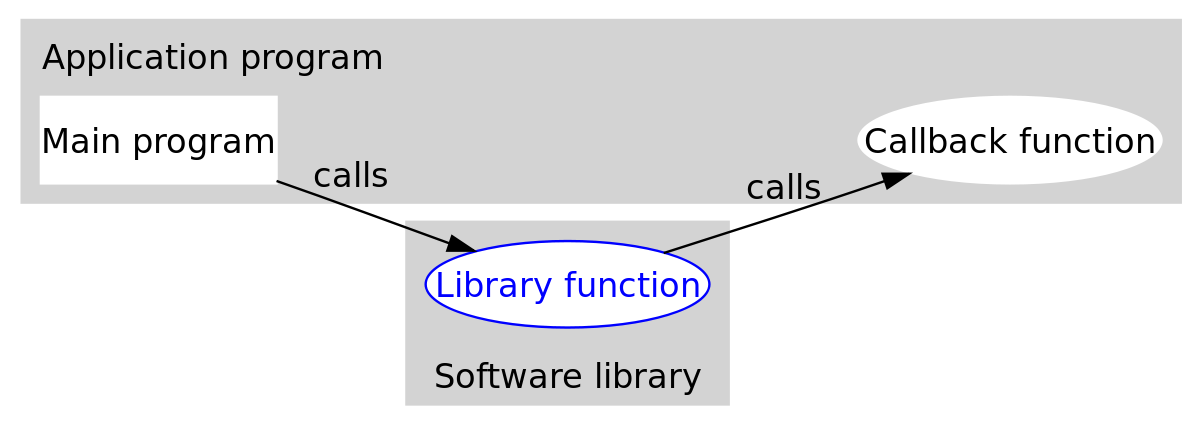 Application program
Main program
Callback function
calls
calls
Library function
Software library